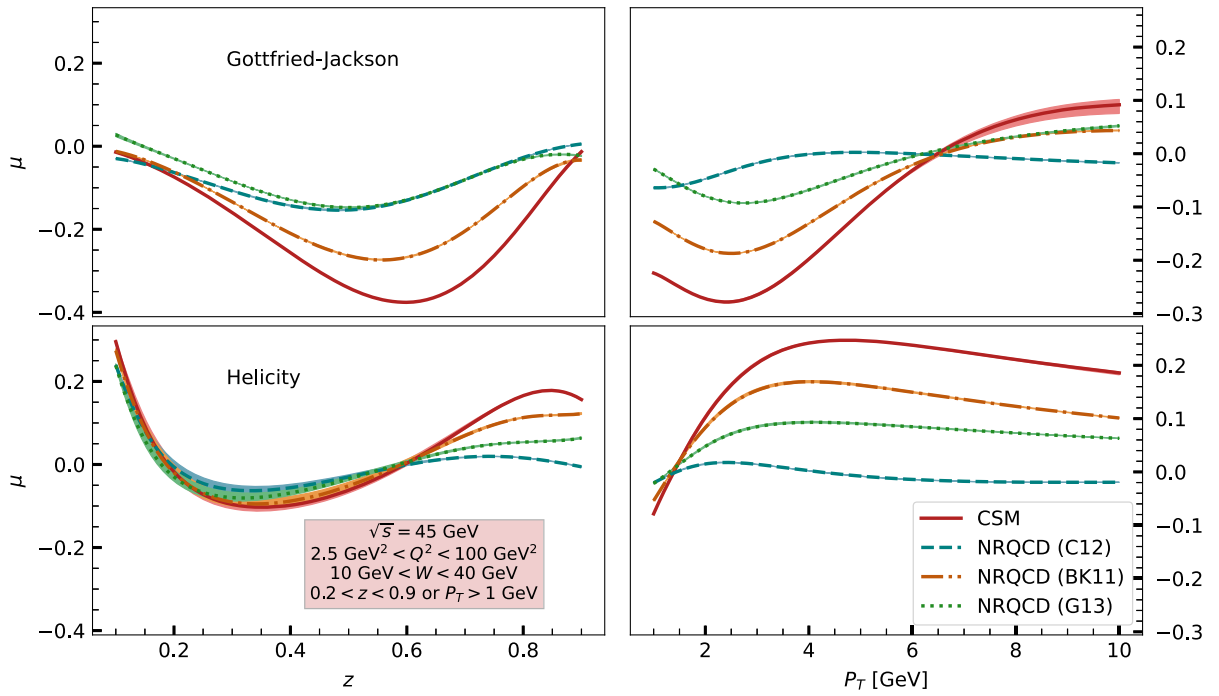 Gottfried-Jackson
μ
0.2
0.0
−0.2
−0.4
0.2
0.1
0.0
−0.1
−0.2
−0.3
Helicity
μ
0.2
0.0
−0.2
−0.4
√s = 45 GeV
2.5 GeV² < Q² < 100 GeV²
10 GeV < W < 40 GeV
0.2 < z < 0.9 or P_T > 1 GeV
0.2 0.4 0.6 0.8
z
0.2
0.1
0.0
−0.1
−0.2
−0.3
CSM
NRQCD (C12)
NRQCD (BK11)
NRQCD (G13)
2 4 6 8 10
P_T [GeV]